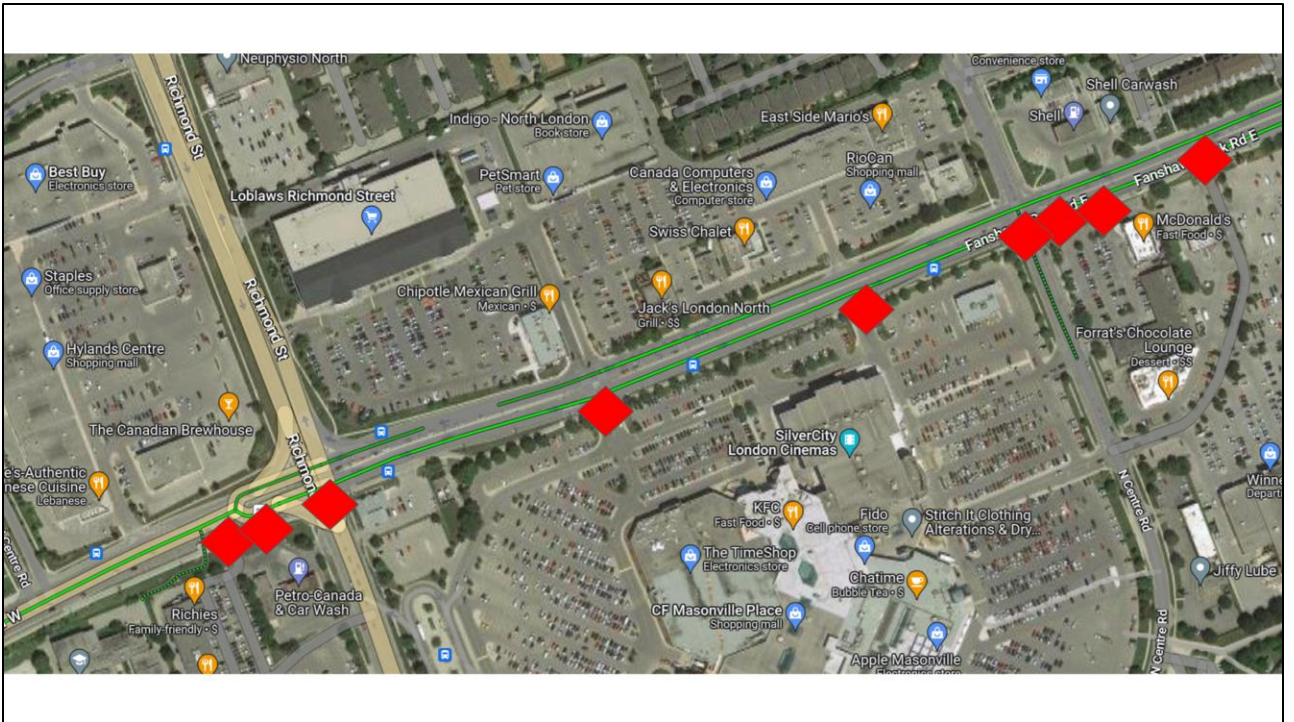 Neuphysio North
Richmond St
Convenience store
Shell Carwash
Shell
Indigo - North London
Book store
East Side Mario's
RioCan
Shopping mall
Best Buy
Electronics store
PetSmart
Pet store
Canada Computers
& Electronics
Computer store
Loblaws Richmond Street
Swiss Chalet
McDonald's
Fast Food • $
Staples
Office supply store
Richmond St
Chipotle Mexican Grill
Mexican • $
Jack's London North
Grill • $$
Forrat's Chocolate
Lounge
Dessert • $$
Hylands Centre
Shopping mall
The Canadian Brewhouse
SilverCity
London Cinemas
e's-Authentic
nese Cuisine
Lebanese
Richmon
N Centre Rd
Winne
Departi
KFC
Fast Food • $
Fido
Cell phone store
Stitch It Clothing
Alterations & Dry...
The TimeShop
Electronics store
Centre Rd
Petro-Canada
& Car Wash
Chatime
Bubble Tea • $
Jiffy Lube
Richies
Family-friendly • $
W
CF Masonville Place
Shopping mall
Apple Masonville
Electronics store
N Centre Rd